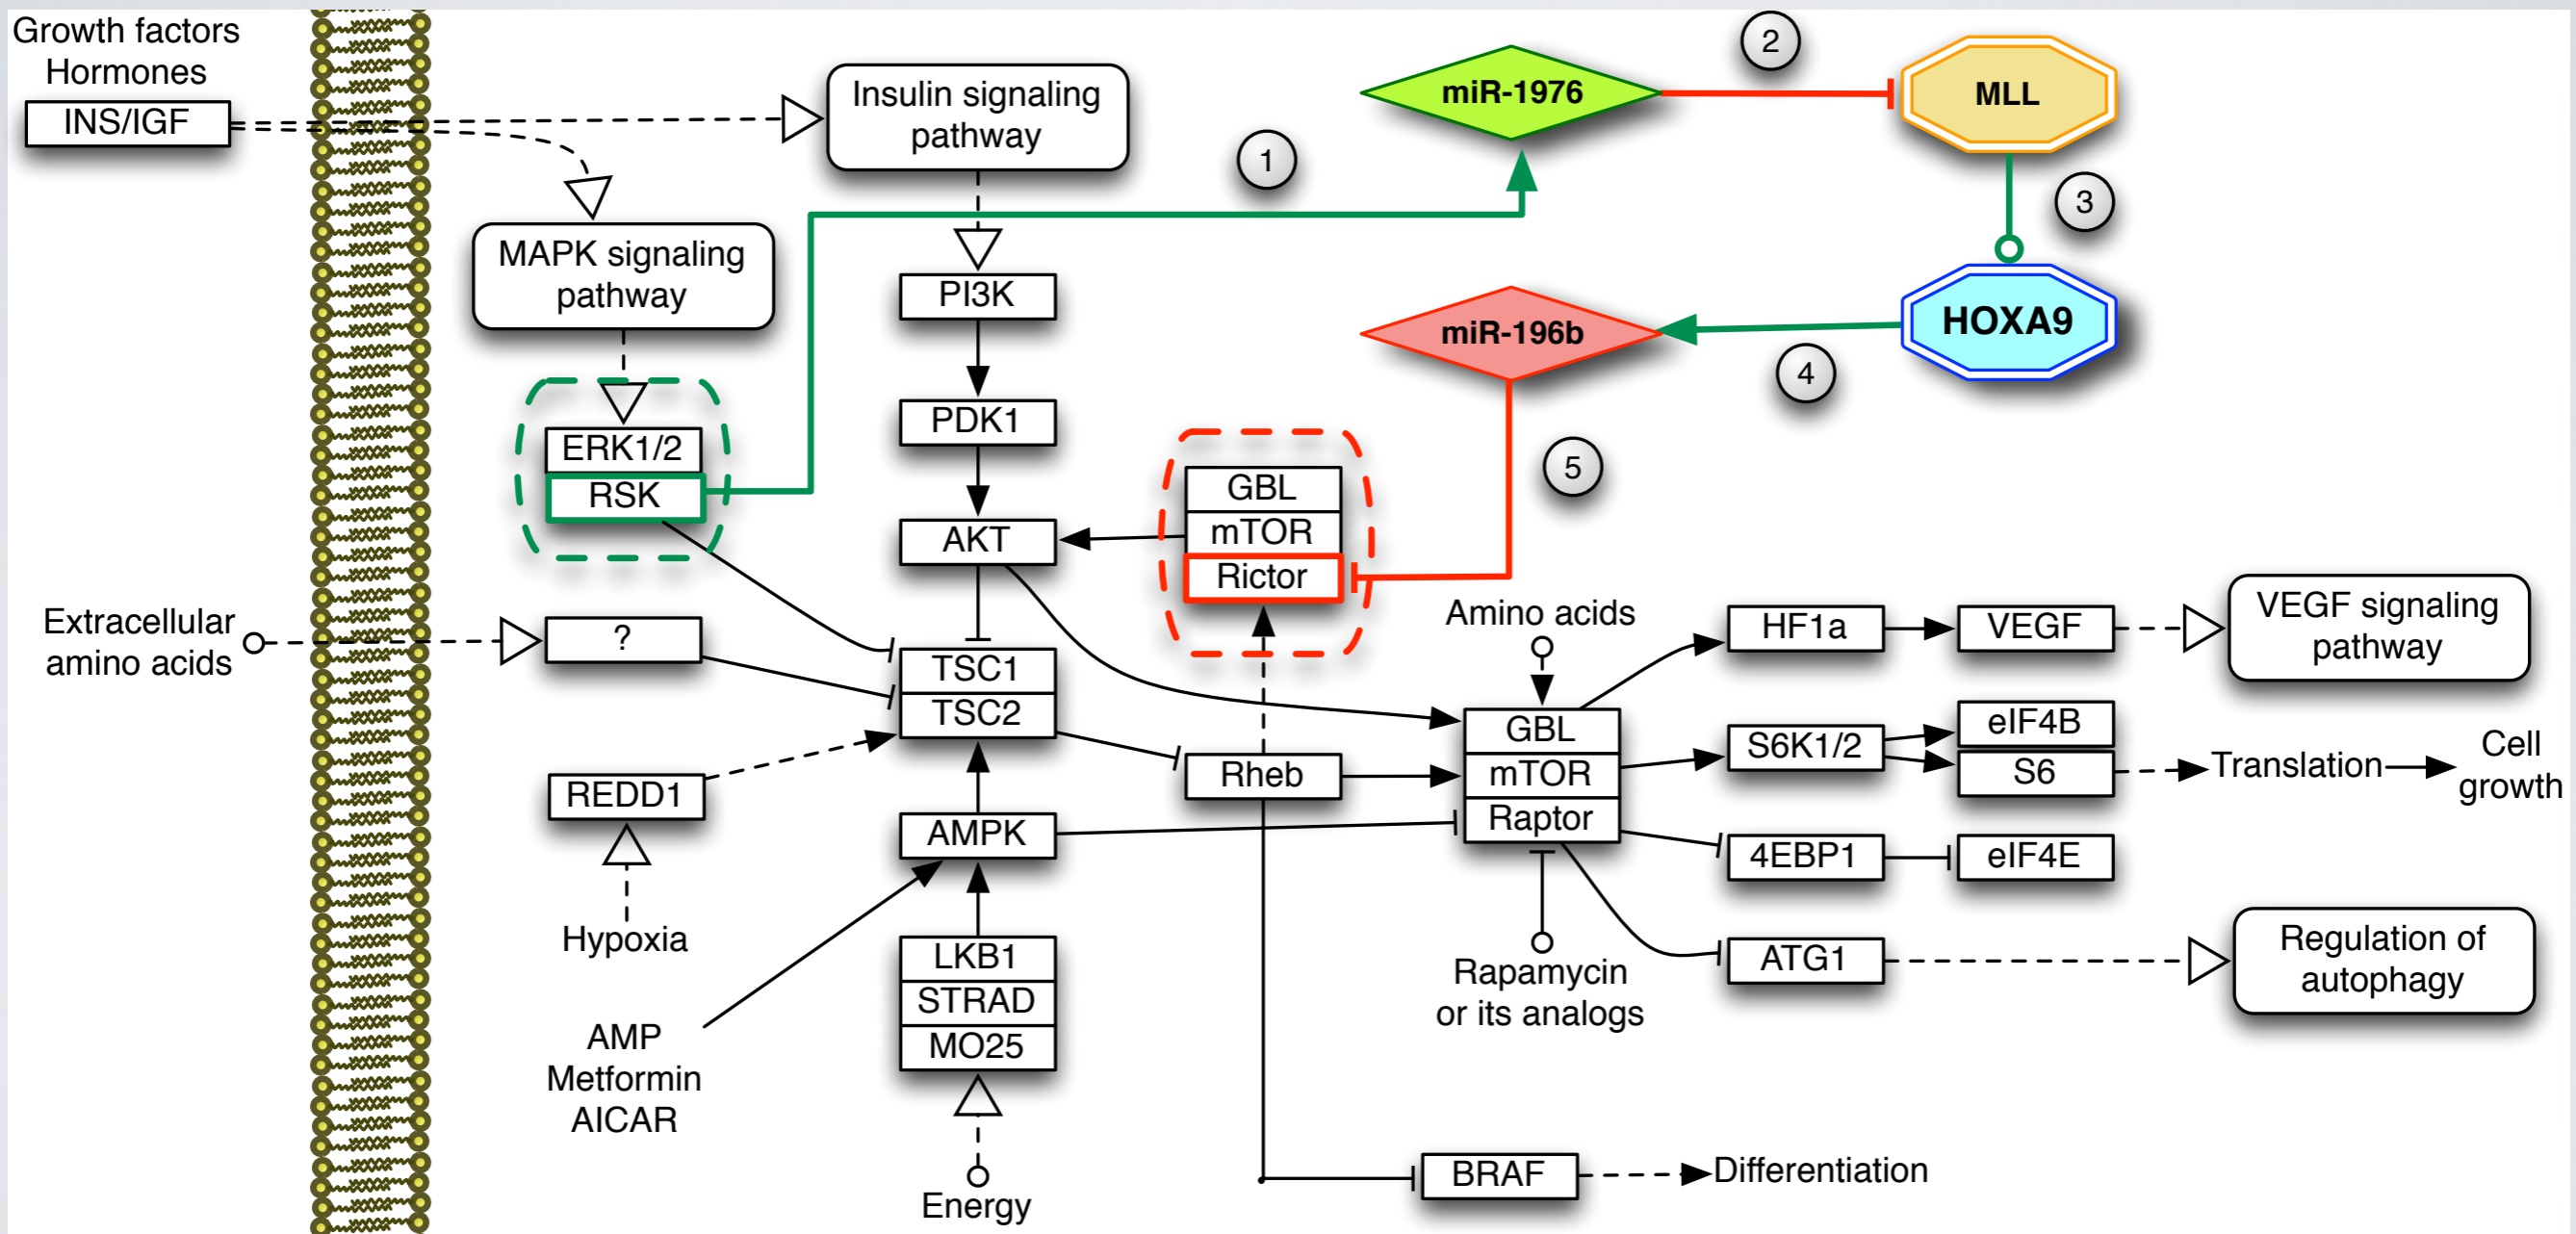 Growth factors
Hormones
INS/IGF
Insulin signaling
pathway
miR-1976
2
MLL
1
3
MAPK signaling
pathway
PI3K
miR-196b
HOXA9
4
PDK1
ERK1/2
RSK
5
GBL
mTOR
Rictor
AKT
Extracellular
amino acids
?
TSC1
TSC2
Amino acids
HF1a
VEGF
VEGF signaling
pathway
GBL
mTOR
Raptor
S6K1/2
eIF4B
S6
Translation
Cell
growth
Rheb
REDD1
AMPK
4EBP1
eIF4E
Hypoxia
LKB1
STRAD
MO25
Rapamycin
or its analogs
ATG1
Regulation of
autophagy
AMP
Metformin
AICAR
Energy
BRAF
Differentiation